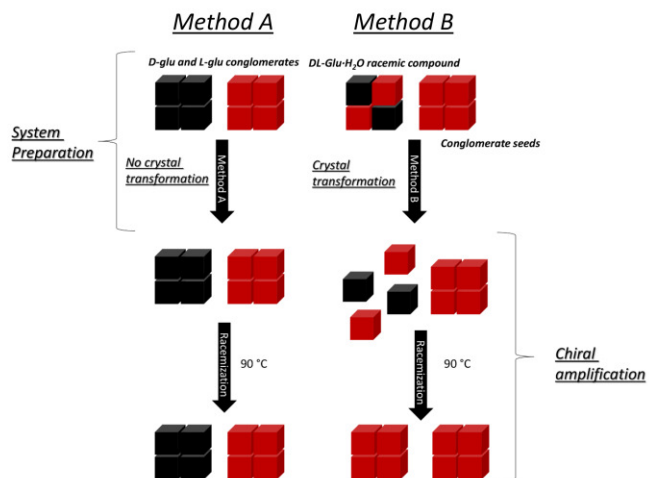 Method A
Method B
D-glu and L-glu conglomerates
DL-Glu·H₂O racemic compound
Conglomerate seeds
System
Preparation
No crystal
transformation
Method A
Crystal
transformation
Method B
Racemization
90 °C
Racemization
90 °C
Chiral
amplification